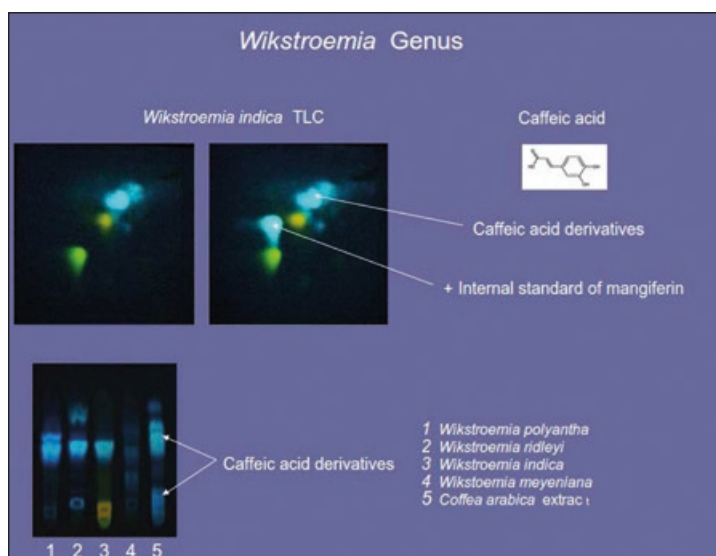 Wikstroemia Genus
Wikstroemia indica TLC
Caffeic acid
Caffeic acid derivatives
+ Internal standard of mangiferin
Caffeic acid derivatives
1 Wikstroemia polyantha
2 Wikstroemia ridleyi
3 Wikstroemia indica
4 Wikstoemia meyenlana
5 Coffea arabica extrac t
1 2 3 4 5